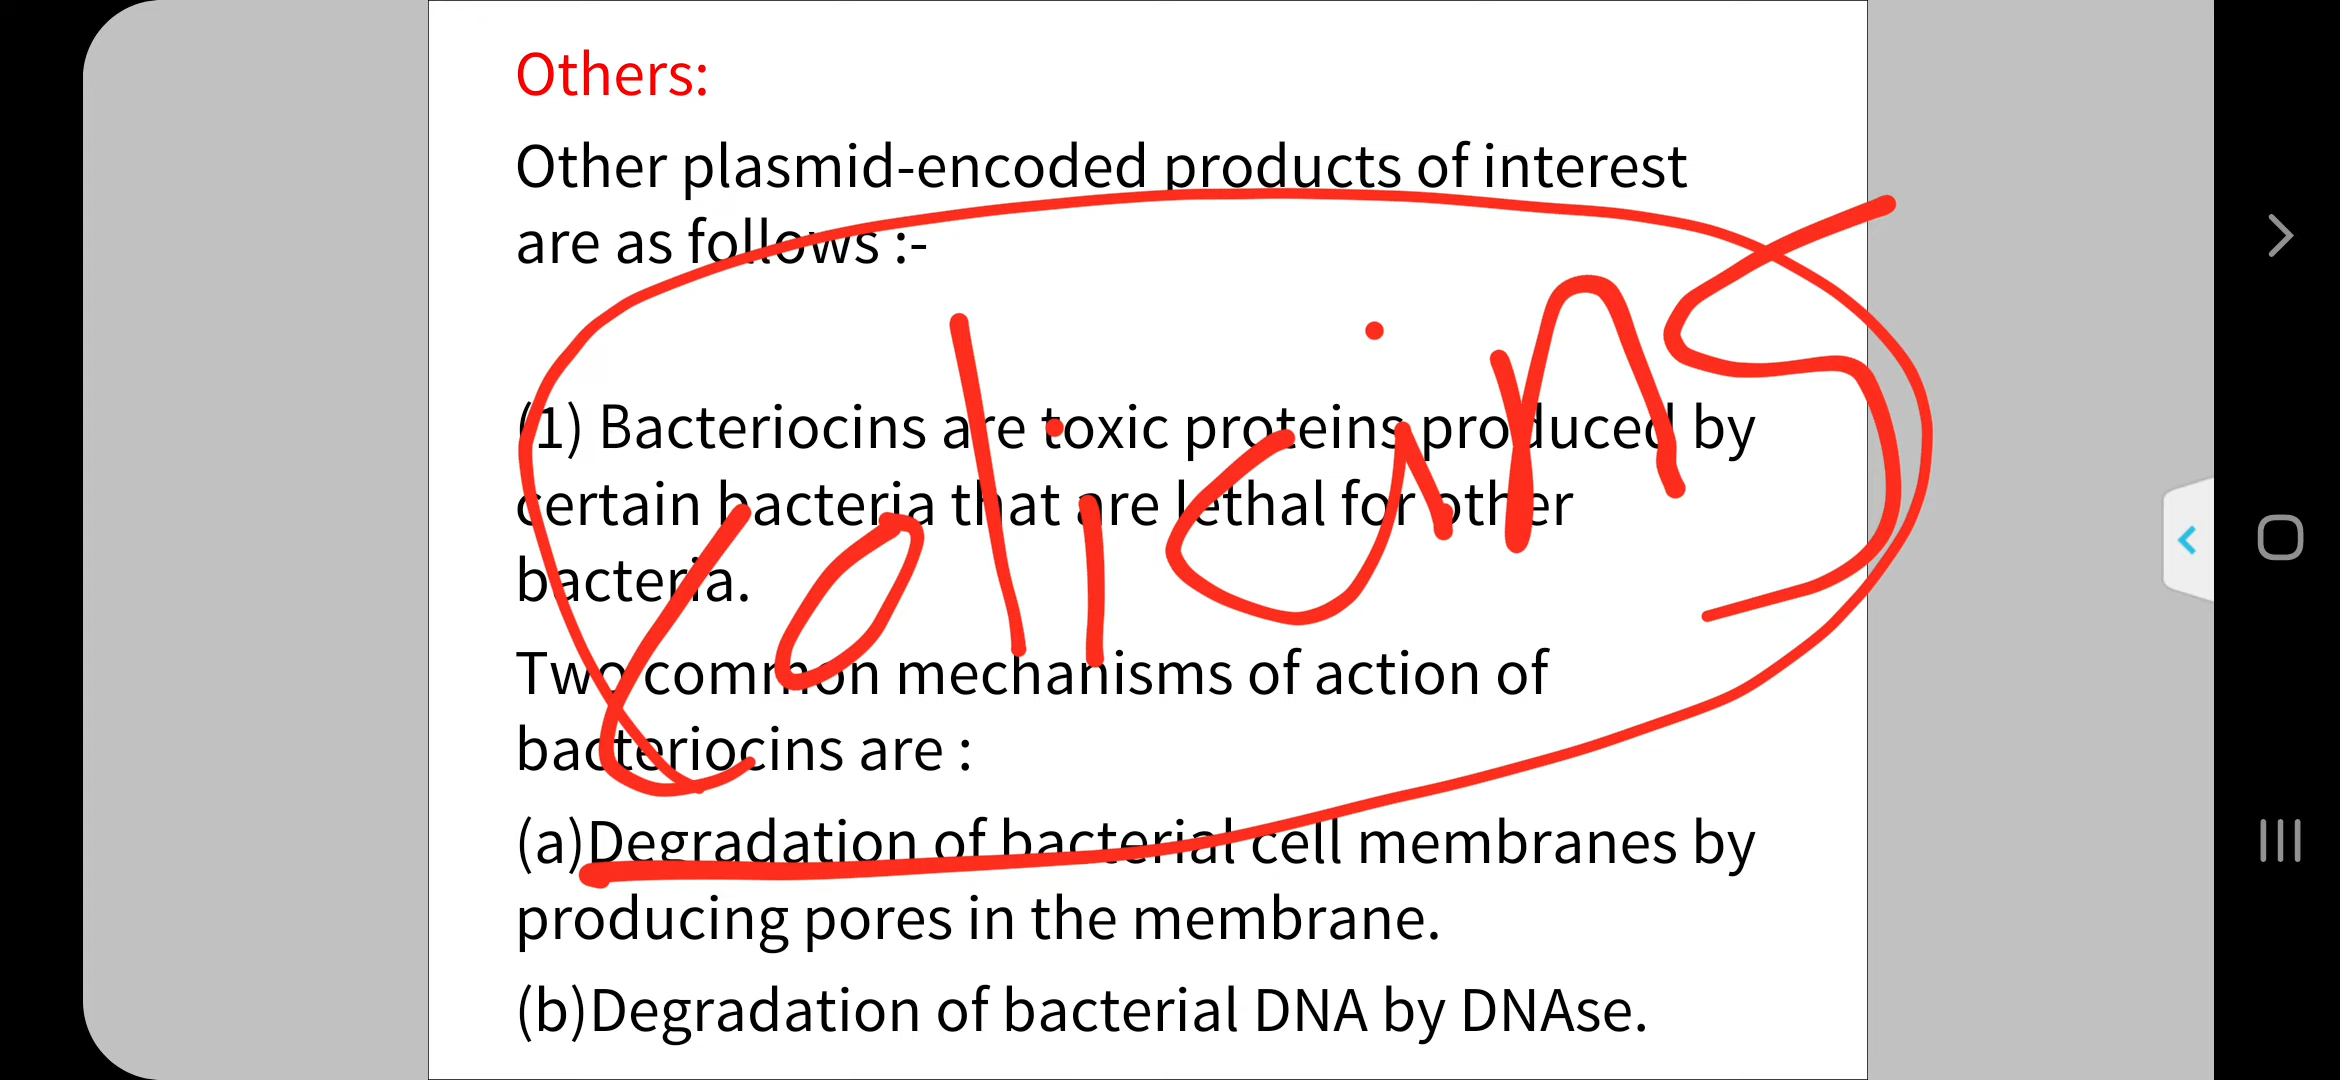 Others:
Other plasmid-encoded products of interest
are as follows :-
(1) Bacteriocins are toxic proteins produced by
certain bacteria that are lethal for other
bacteria.
Two common mechanisms of action of
bacteriocins are :
(a)Degradation of bacterial cell membranes by
producing pores in the membrane.
(b)Degradation of bacterial DNA by DNAse.
Colicins